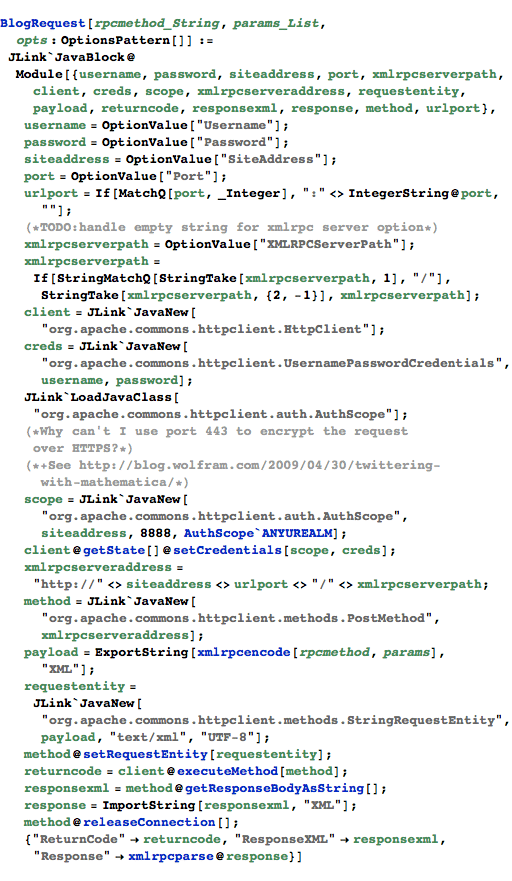 BlogRequest[rpcmethod_String, params_List,
opts : OptionsPattern[]] :=
JLink`JavaBlock@
Module[{username, password, siteaddress, port, xmlrpcserverpath,
client, creds, scope, xmlrpcserveraddress, requestentity,
payload, returncode, responsexml, response, method, urlport},
username = OptionValue["Username"];
password = OptionValue["Password"];
siteaddress = OptionValue["SiteAddress"];
port = OptionValue["Port"];
urlport = If[MatchQ[port, _Integer], ":" <> IntegerString@port,
""];
(*TODO:handle empty string for xmlrpc server option*)
xmlrpcserverpath = OptionValue["XMLRPCServerPath"];
xmlrpcserverpath =
If[StringMatchQ[StringTake[xmlrpcserverpath, 1], "/"],
StringTake[xmlrpcserverpath, {2, -1}], xmlrpcserverpath];
client = JLink`JavaNew[
"org.apache.commons.httpclient.HttpClient"];
creds = JLink`JavaNew[
"org.apache.commons.httpclient.UsernamePasswordCredentials",
username, password];
JLink`LoadJavaClass[
"org.apache.commons.httpclient.auth.AuthScope"];
(*Why can't I use port 443 to encrypt the request
over HTTPS?*)
(*+See http://blog.wolfram.com/2009/04/30/twittering-
with-mathematica/*)
scope = JLink`JavaNew[
"org.apache.commons.httpclient.auth.AuthScope",
siteaddress, 8888, AuthScope`ANYUREALM];
client@getState[]@setCredentials[scope, creds];
xmlrpcserveraddress =
"http://" <> siteaddress <> urlport <> "/" <> xmlrpcserverpath;
method = JLink`JavaNew[
"org.apache.commons.httpclient.methods.PostMethod",
xmlrpcserveraddress];
payload = ExportString[xmlrpcencode[rpcmethod, params],
"XML"];
requestentity =
JLink`JavaNew[
"org.apache.commons.httpclient.methods.StringRequestEntity",
payload, "text/xml", "UTF-8"];
method@setRequestEntity[requestentity];
returncode = client@executeMethod[method];
responsexml = method@getResponseBodyAsString[];
response = ImportString[responsexml, "XML"];
method@releaseConnection[];
{"ReturnCode" → returncode, "ResponseXML" → responsexml,
"Response" → xmlrpcparse@response}]